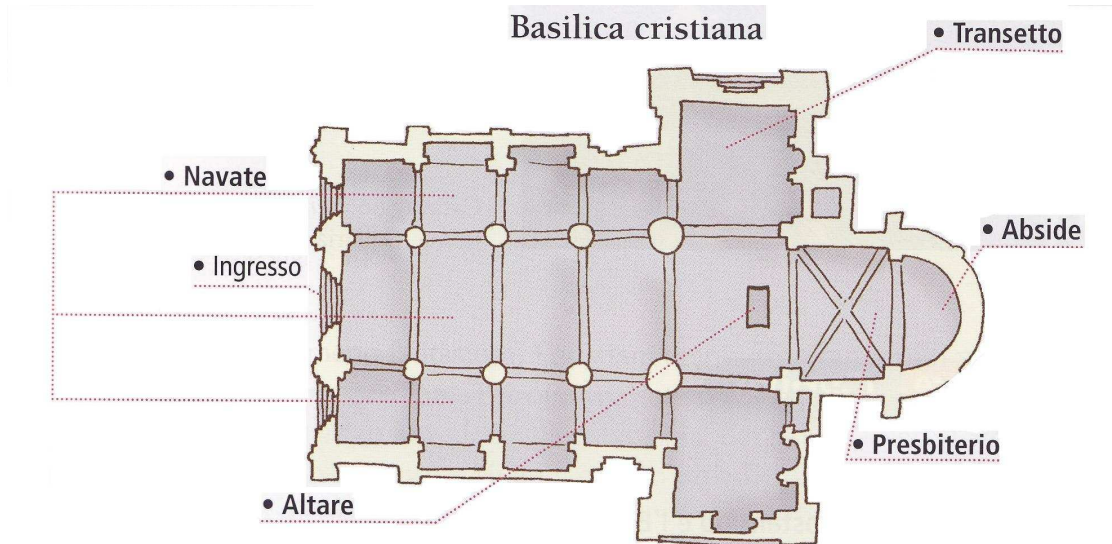 Basilica cristiana
• Transetto
• Navate
• Abside
• Ingresso
• Presbiterio
• Altare